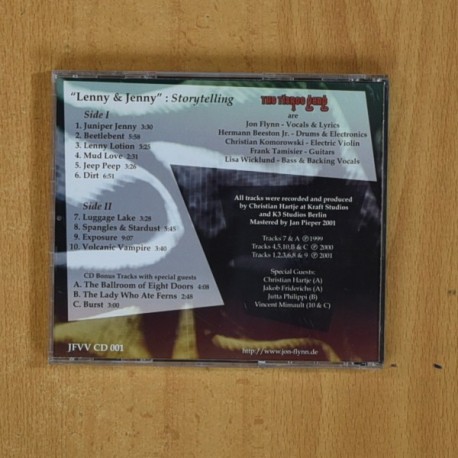 "Lenny & Jenny" : Storytelling
Side I
1. Juniper Jenny 3:30
2. Beetlebent 5:58
3. Lenny Lotion 3:25
4. Mud Love 2:31
5. Jeep Peep 3:26
6. Dirt 6:51
Side II
7. Luggage Lake 3:28
8. Spangles & Stardust 5:45
9. Exposure 9:07
10. Volcanic Vampire 3:40
CD Bonus Tracks with special guests
A. The Ballroom of Eight Doors 4:08
B. The Lady Who Ate Ferns 2:48
C. Burst 3:00
JFVV CD 001
are
Jon Flynn - Vocals & Lyrics
Hermann Beeston Jr. - Drums & Electronics
Christian Komorowski - Electric Violin
Frank Tamisier - Guitars
Lisa Wicklund - Bass & Backing Vocals
All tracks were recorded and produced
by Christian Hartje at Kraft Studios
and K3 Studios Berlin
Mastered by Jan Pieper 2001
Tracks 7 & A ℗ 1999
Tracks 4,5,10,B & C ℗ 2000
Tracks 1,2,3,6,8 & 9 ℗ 2001
Special Guests:
Christian Hartje (A)
Jakob Friderichs (A)
Jutta Philippi (B)
Vincent Mimault (10 & C)
http://www.jon-flynn.de